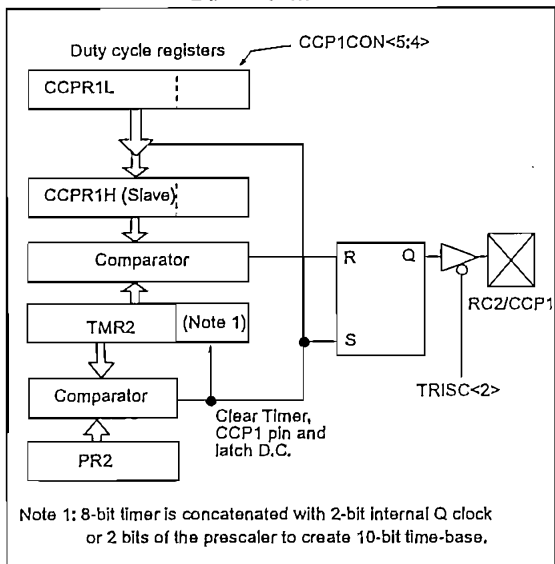 Duty cycle registers
CCP1CON<5:4>
CCPR1L
CCPR1H (Slave)
Comparator
R
Q
RC2/CCP1
TMR2
(Note 1)
S
TRISC<2>
Comparator
Clear Timer,
CCP1 pin and
latch D.C.
PR2
Note 1: 8-bit timer is concatenated with 2-bit internal Q clock
or 2 bits of the prescaler to create 10-bit time-base.